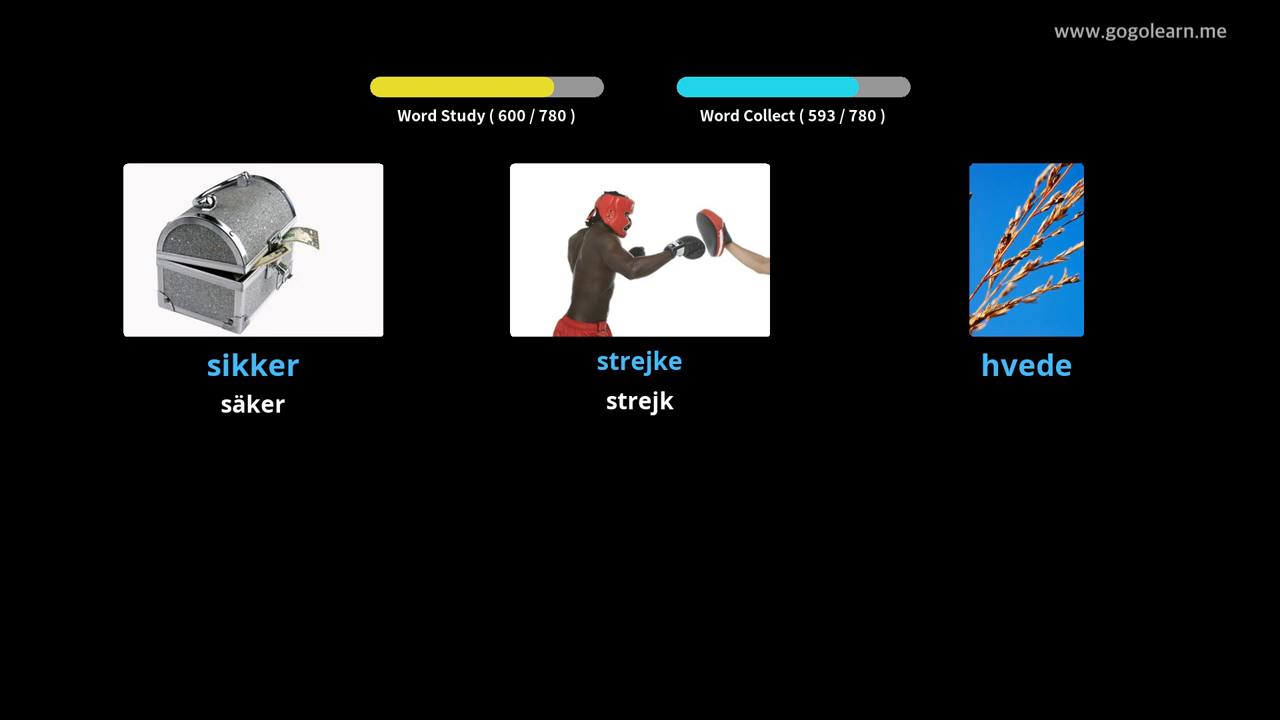 www.gogolearn.me
Word Study ( 600 / 780 )
Word Collect ( 593 / 780 )
sikker
säker
strejke
strejk
hvede